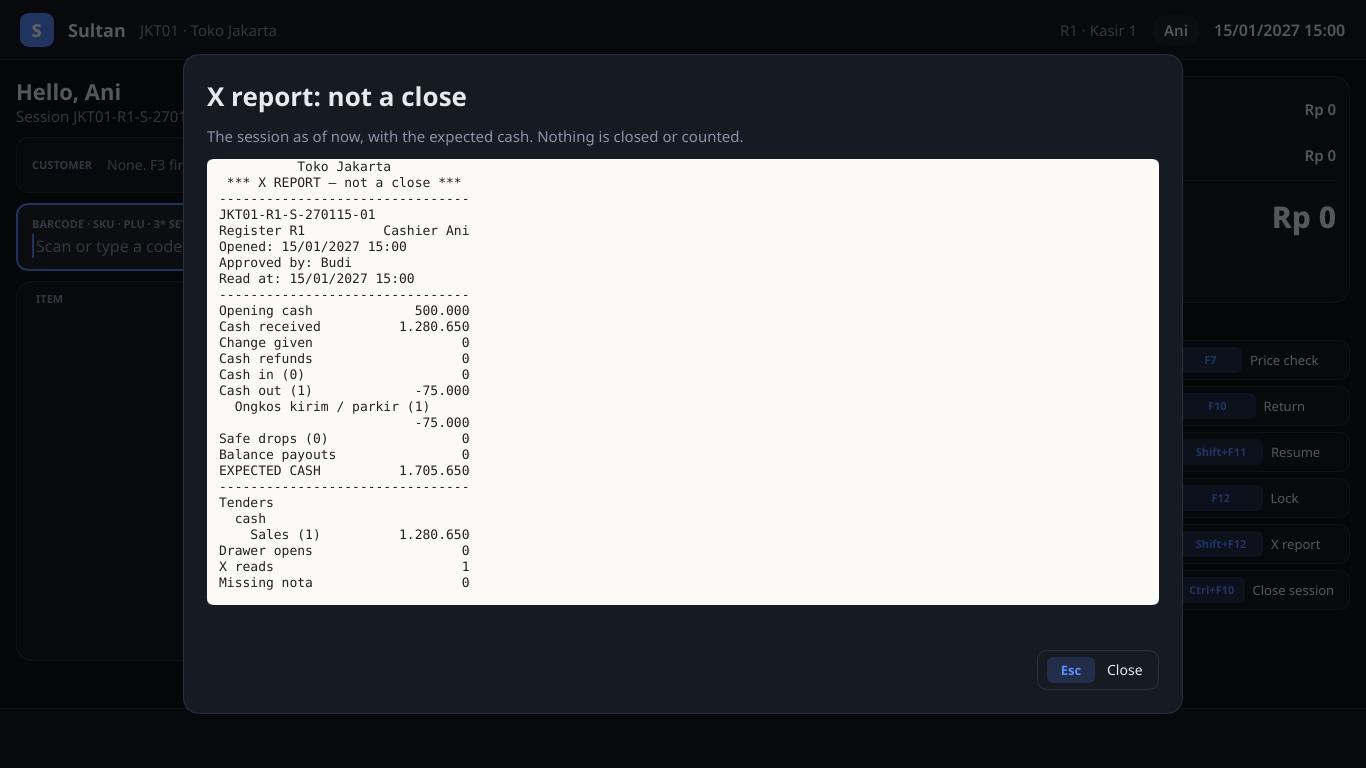 S Sultan JKT01 · Toko Jakarta R1 · Kasir 1 Ani 15/01/2027 15:00
Hello, Ani
Session JKT01-R1-S-2701
CUSTOMER None. F3 fin
BARCODE · SKU · PLU · 3* SET
Scan or type a code
ITEM
X report: not a close
The session as of now, with the expected cash. Nothing is closed or counted.
Toko Jakarta
*** X REPORT — not a close ***
--------------------------------
JKT01-R1-S-270115-01
Register R1 Cashier Ani
Opened: 15/01/2027 15:00
Approved by: Budi
Read at: 15/01/2027 15:00
--------------------------------
Opening cash 500.000
Cash received 1.280.650
Change given 0
Cash refunds 0
Cash in (0) 0
Cash out (1) -75.000
Ongkos kirim / parkir (1)
-75.000
Safe drops (0) 0
Balance payouts 0
EXPECTED CASH 1.705.650
--------------------------------
Tenders
cash
Sales (1) 1.280.650
Drawer opens 0
X reads 1
Missing nota 0
Esc Close
Rp 0
Rp 0
Rp 0
F7 Price check
F10 Return
Shift+F11 Resume
F12 Lock
Shift+F12 X report
Ctrl+F10 Close session